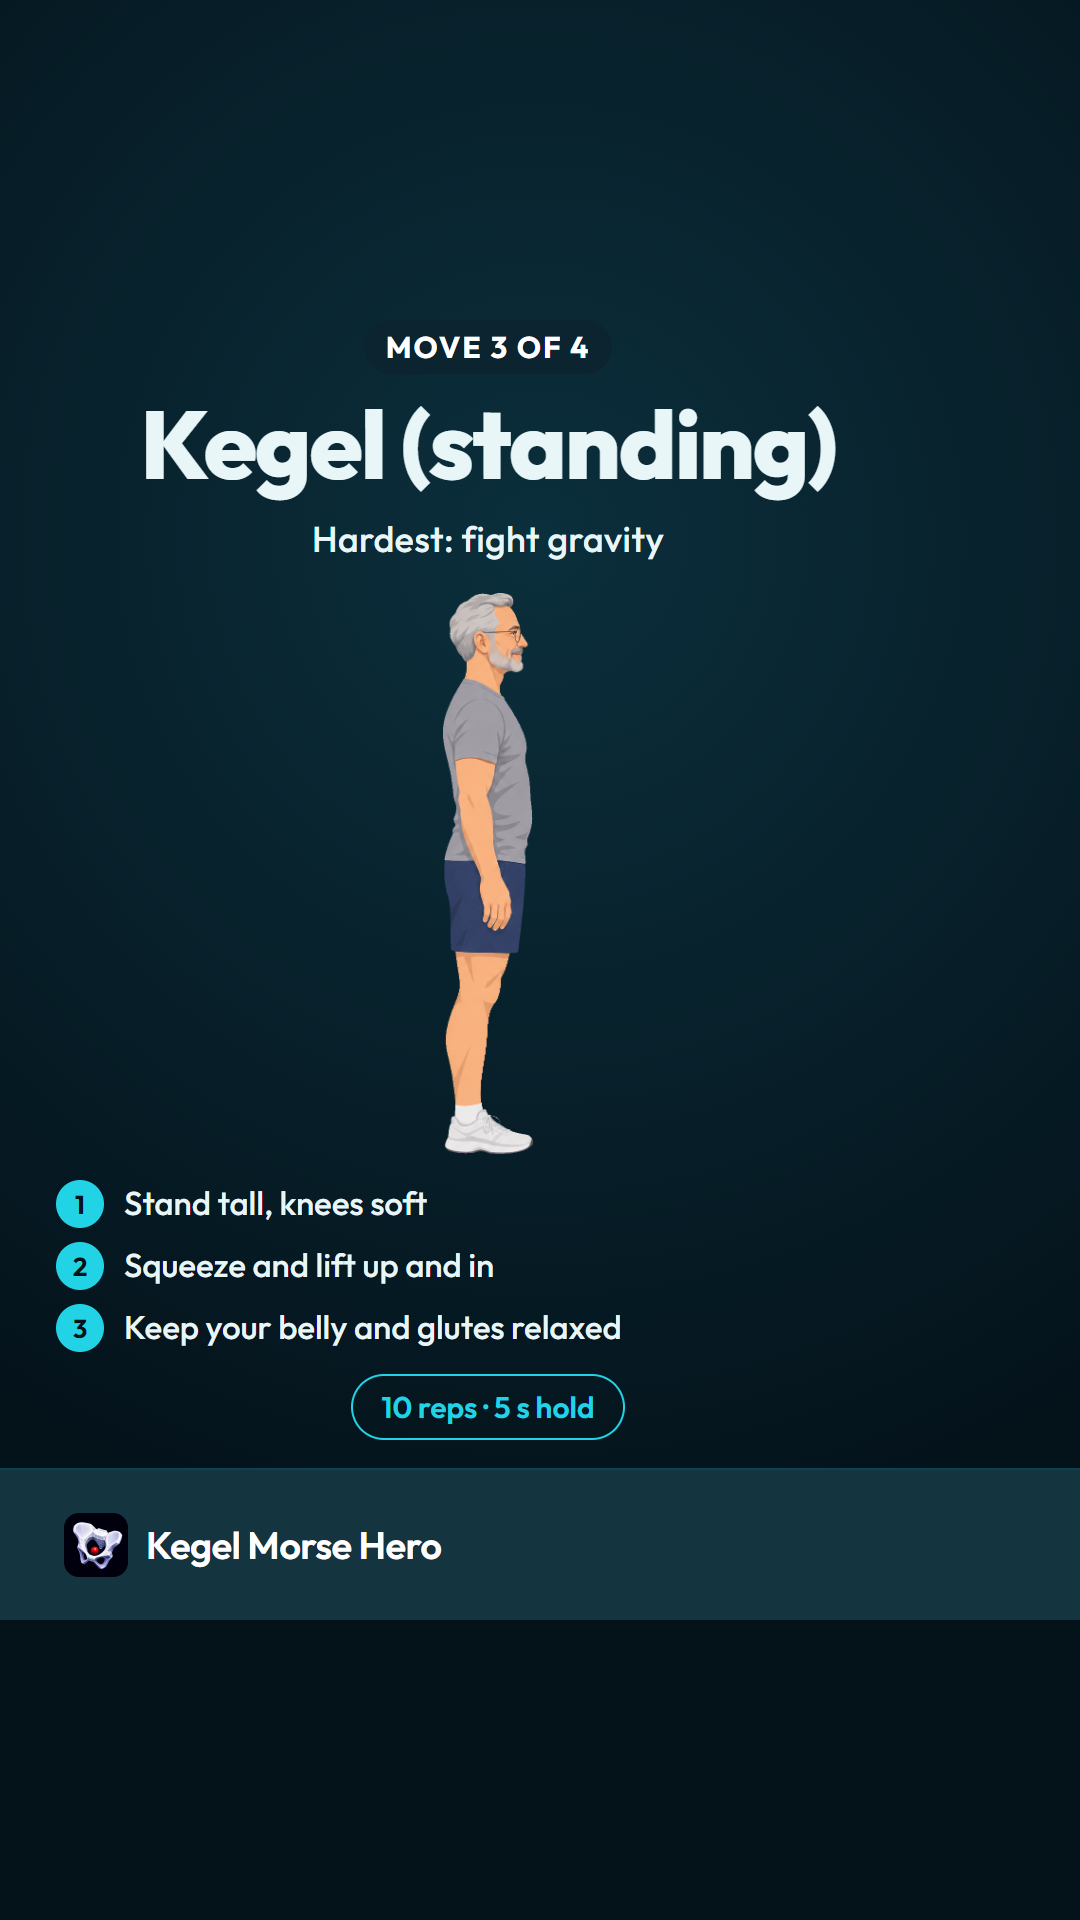 MOVE 3 OF 4
Kegel (standing)
Hardest: fight gravity
1 Stand tall, knees soft
2 Squeeze and lift up and in
3 Keep your belly and glutes relaxed
10 reps · 5 s hold
Kegel Morse Hero